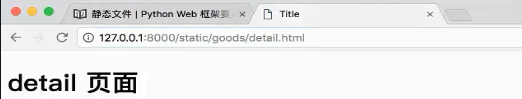 静态文件 | Python Web 框架要
Title
127.0.0.1:8000/static/goods/detail.html
detail 页面